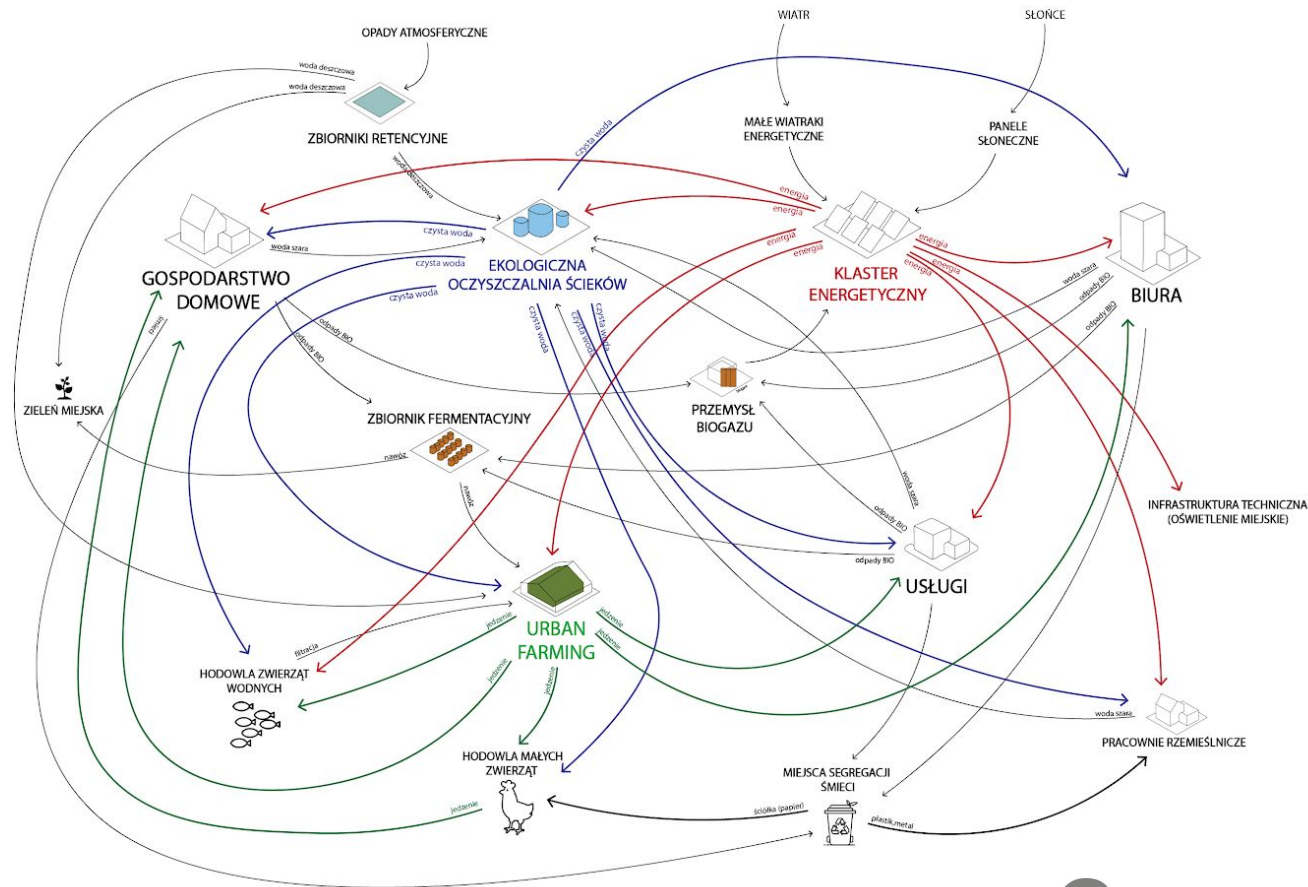 WIATR
SŁOŃCE
OPADY ATMOSFERYCZNE
woda deszczowa
woda deszczowa
ZBIORNIKI RETENCYJNE
MAŁE WIATRAKI
ENERGETYCZNE
PANELE
SŁONECZNE
czysta woda
woda deszczowa
energia
energia
energia
energia
energia
energia
energia
czysta woda
woda szara
czysta woda
czysta woda
EKOLOGICZNA
OCZYSZCZALNIA ŚCIEKÓW
KLASTER
ENERGETYCZNY
GOSPODARSTWO
DOMOWE
woda szara
odpady BIO
odpady BIO
BIURA
śmieci
odpady BIO
odpady BIO
czysta woda
czysta woda
czysta woda
ZIELEŃ MIEJSKA
ZBIORNIK FERMENTACYJNY
PRZEMYSŁ
BIOGAZU
nawóz
nawóz
woda szara
odpady BIO
odpady BIO
INFRASTRUKTURA TECHNICZNA
(OŚWIETLENIE MIEJSKIE)
USŁUGI
URBAN
FARMING
jedzenie
jedzenie
jedzenie
jedzenie
jedzenie
filtracja
HODOWLA ZWIERZĄT
WODNYCH
woda szara
PRACOWNIE RZEMIEŚLNICZE
HODOWLA MAŁYCH
ZWIERZĄT
MIEJSCA SEGREGACJI
ŚMIECI
jedzenie
ściółka (papier)
plastik,metal